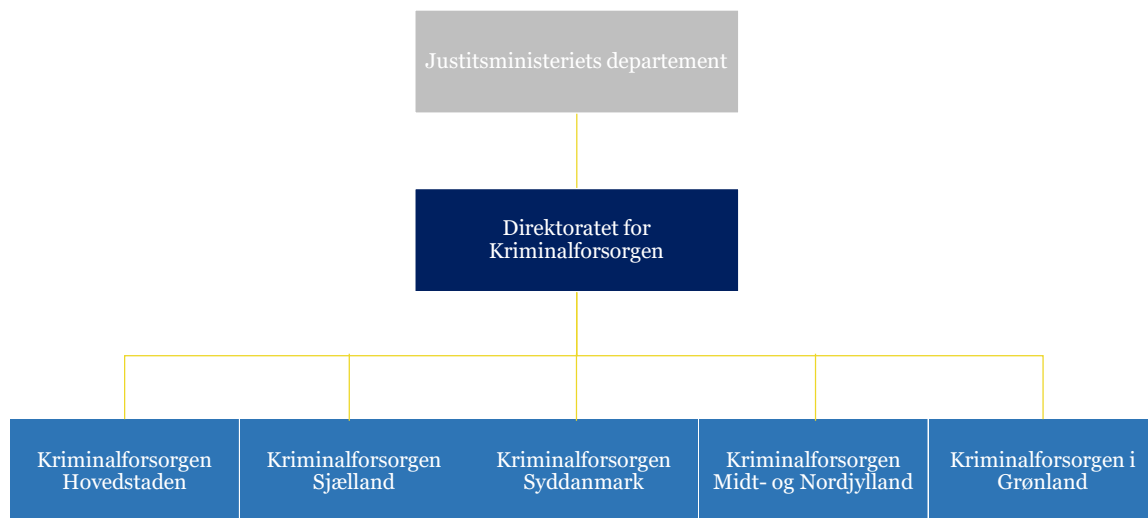 Justitsministeriets departement
Direktoratet for
Kriminalforsorgen
Kriminalforsorgen
Hovedstaden
Kriminalforsorgen
Sjælland
Kriminalforsorgen
Syddanmark
Kriminalforsorgen
Midt- og Nordjylland
Kriminalforsorgen i
Grønland